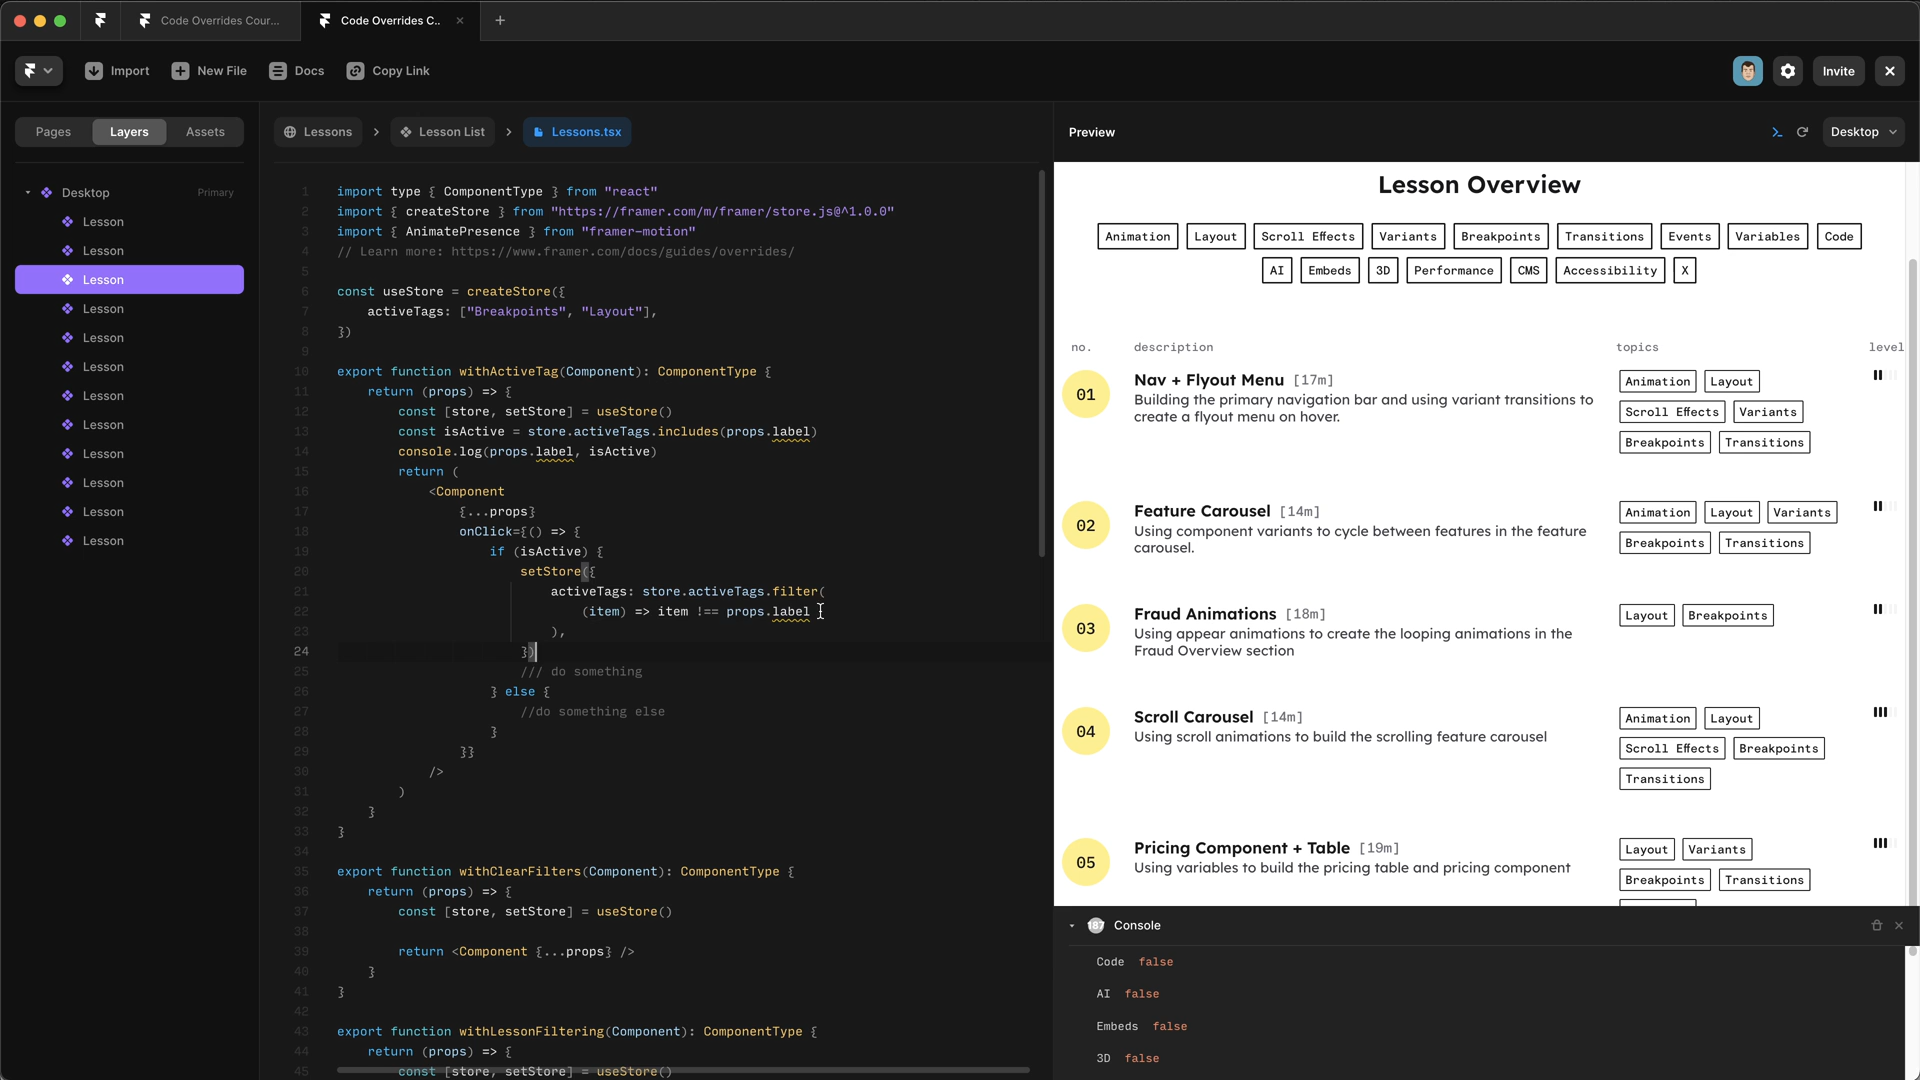 Code Overrides Cour...
Code Overrides C..
Import
New File
Docs
Copy Link
Invite
Pages
Layers
Assets
Desktop
Primary
Lesson
Lesson
Lesson
Lesson
Lesson
Lesson
Lesson
Lesson
Lesson
Lesson
Lesson
Lesson
Lessons
Lesson List
Lessons.tsx
1 import type { ComponentType } from "react"
2 import { createStore } from "https://framer.com/m/framer/store.js@^1.0.0"
3 import { AnimatePresence } from "framer-motion"
4 // Learn more: https://www.framer.com/docs/guides/overrides/
5
6 const useStore = createStore({
7 activeTags: ["Breakpoints", "Layout"],
8 })
9
10 export function withActiveTag(Component): ComponentType {
11 return (props) => {
12 const [store, setStore] = useStore()
13 const isActive = store.activeTags.includes(props.label)
14 console.log(props.label, isActive)
15 return (
16 <Component
17 {...props}
18 onClick={() => {
19 if (isActive) {
20 setStore({
21 activeTags: store.activeTags.filter(
22 (item) => item !== props.label
23 ),
24 })
25 /// do something
26 } else {
27 //do something else
28 }
29 }}
30 />
31 )
32 }
33 }
34
35 export function withClearFilters(Component): ComponentType {
36 return (props) => {
37 const [store, setStore] = useStore()
38
39 return <Component {...props} />
40 }
41 }
42
43 export function withLessonFiltering(Component): ComponentType {
44 return (props) => {
45 const [store, setStore] = useStore()
Preview
Desktop
Lesson Overview
Animation Layout Scroll Effects Variants Breakpoints Transitions Events Variables Code
AI Embeds 3D Performance CMS Accessibility X
no. description topics level
01
Nav + Flyout Menu [17m]
Building the primary navigation bar and using variant transitions to
create a flyout menu on hover.
Animation Layout
Scroll Effects Variants
Breakpoints Transitions
02
Feature Carousel [14m]
Using component variants to cycle between features in the feature
carousel.
Animation Layout Variants
Breakpoints Transitions
03
Fraud Animations [18m]
Using appear animations to create the looping animations in the
Fraud Overview section
Layout Breakpoints
04
Scroll Carousel [14m]
Using scroll animations to build the scrolling feature carousel
Animation Layout
Scroll Effects Breakpoints
Transitions
05
Pricing Component + Table [19m]
Using variables to build the pricing table and pricing component
Layout Variants
Breakpoints Transitions
187 Console
Code false
AI false
Embeds false
3D false